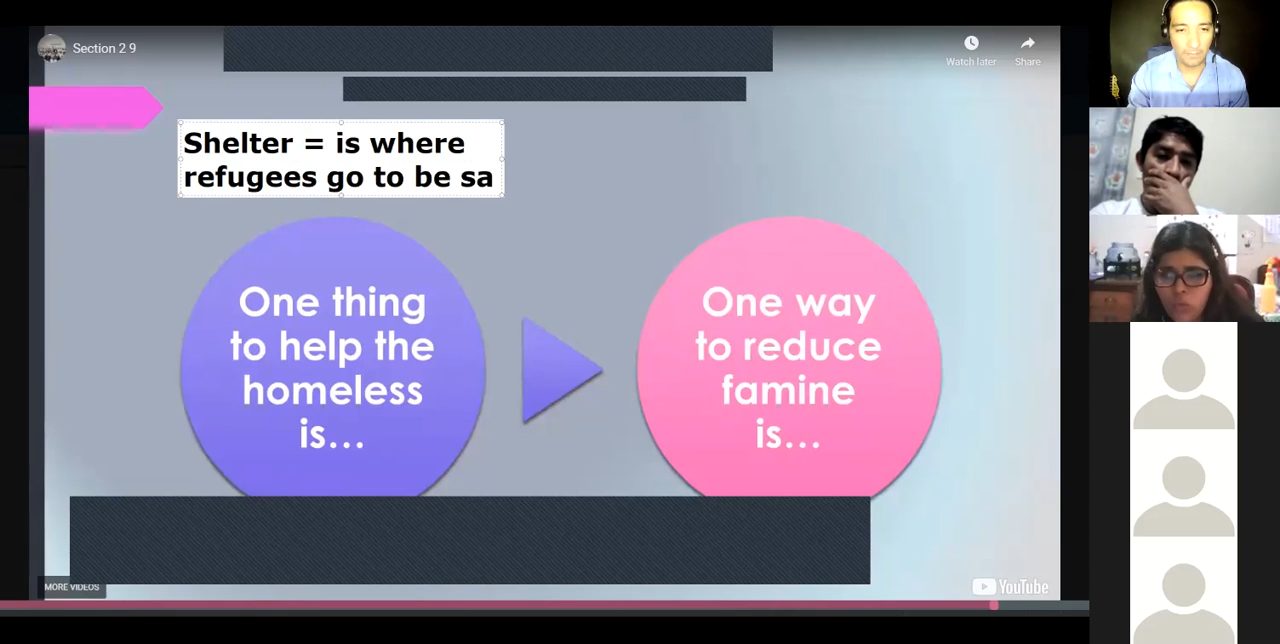 Section 2 9
Watch later
Share
Shelter = is where
refugees go to be sa
One thing
to help the
homeless
is...
One way
to reduce
famine
is...
MORE VIDEOS
YouTube